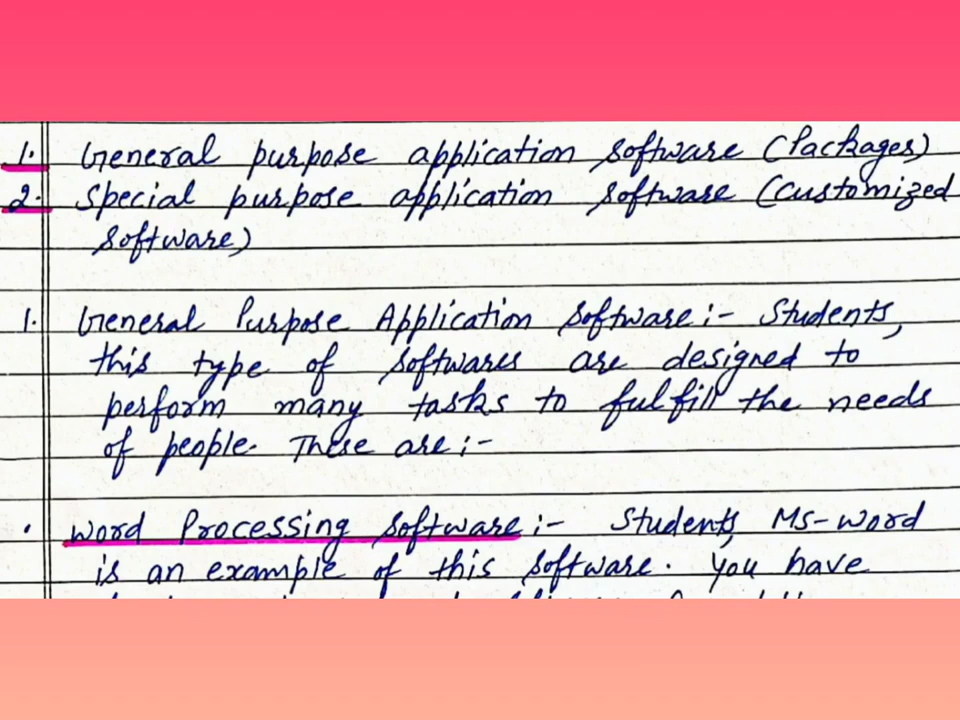 1. General purpose application software (Packages)
2. Special purpose application software (customized
software)
1. General Purpose Application Software:- Students,
this type of softwares are designed to
perform many tasks to fulfill the needs
of people. These are:-
• Word Processing Software:- Students, Ms-word
is an example of this software. You have